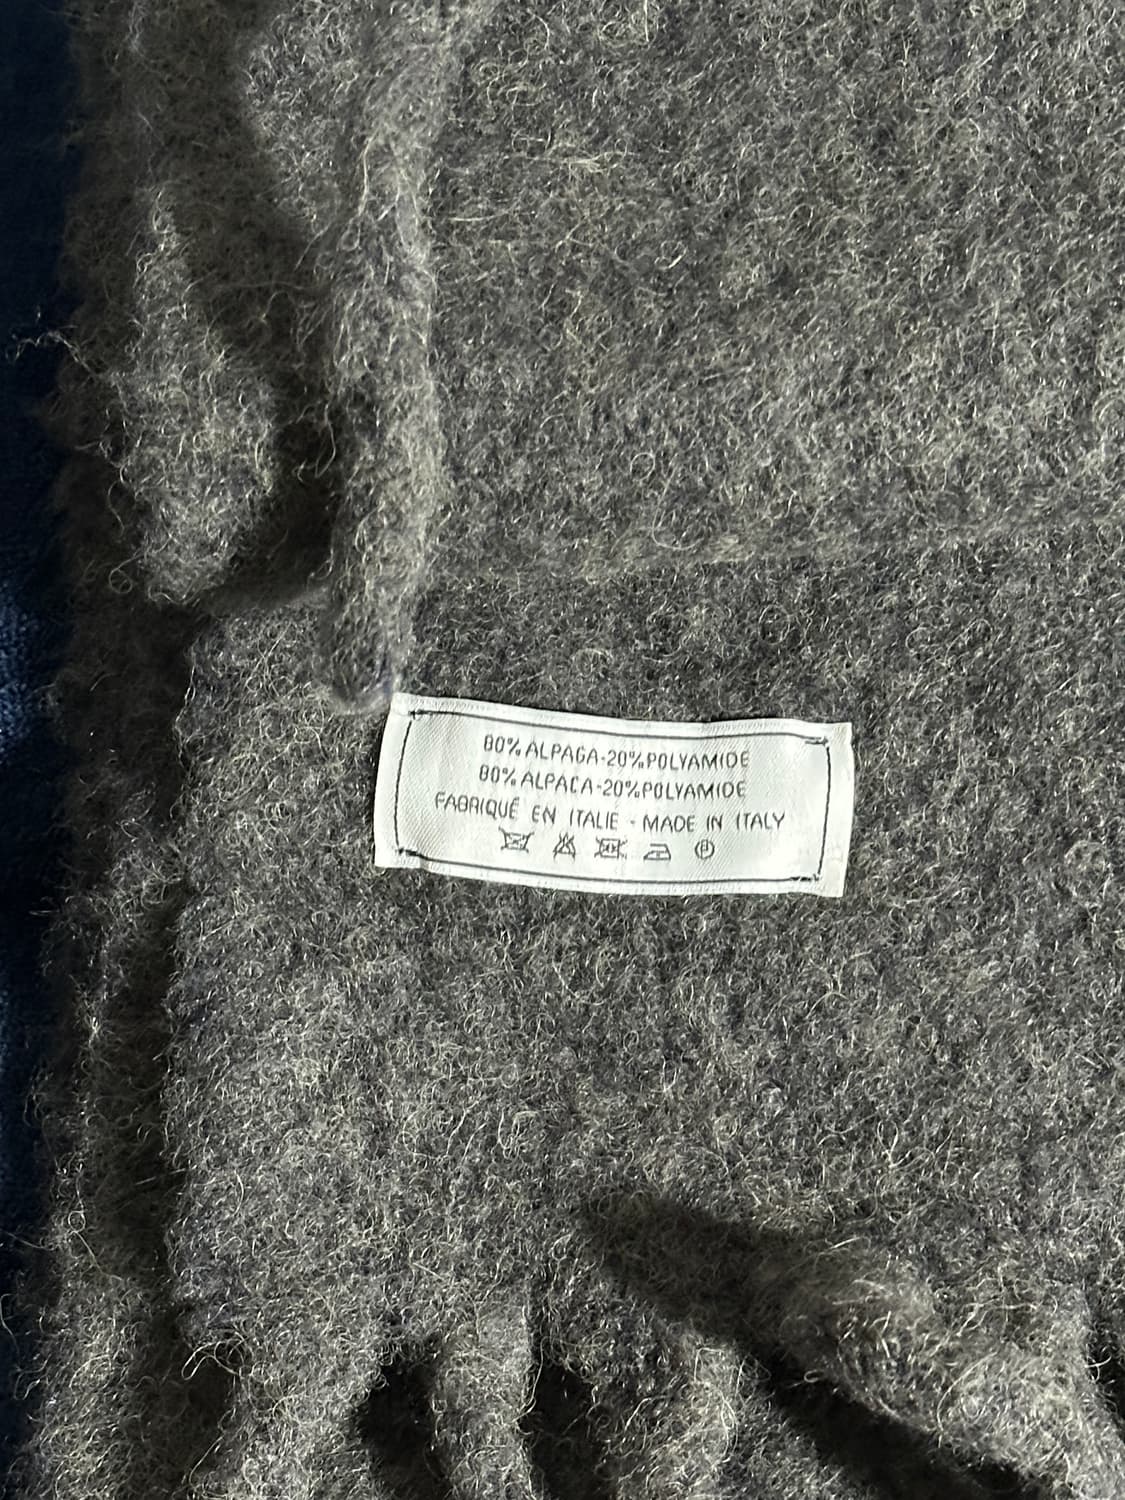 80% ALPAGA-20%POLYAMIDE
80% ALPACA-20%POLYAMIDE
FABRIQUÉ EN ITALIE - MADE IN ITALY
Ⓟ